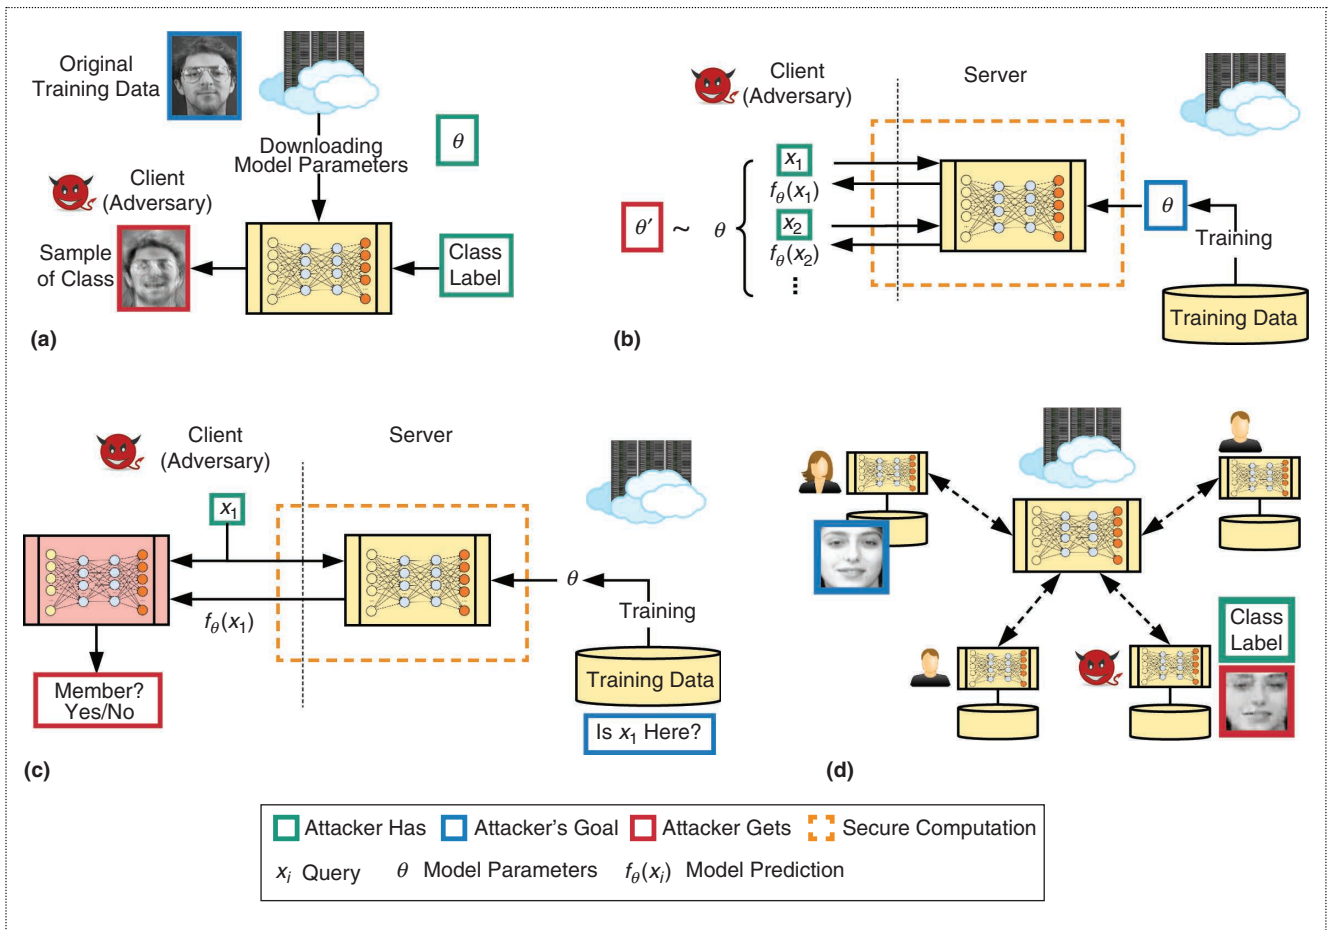 Original
Training Data
Downloading
Model Parameters
θ
Client
(Adversary)
Sample
of Class
Class
Label
(a)
Client
(Adversary)
Server
x1
fθ(x1)
x2
fθ(x2)
⋮
θ′ ~ θ
θ
Training
Training Data
(b)
Client
(Adversary)
Server
x1
fθ(x1)
θ
Training
Training Data
Member?
Yes/No
Is x1 Here?
(c)
Class
Label
(d)
Attacker Has
Attacker's Goal
Attacker Gets
Secure Computation
xi Query
θ Model Parameters
fθ(xi) Model Prediction